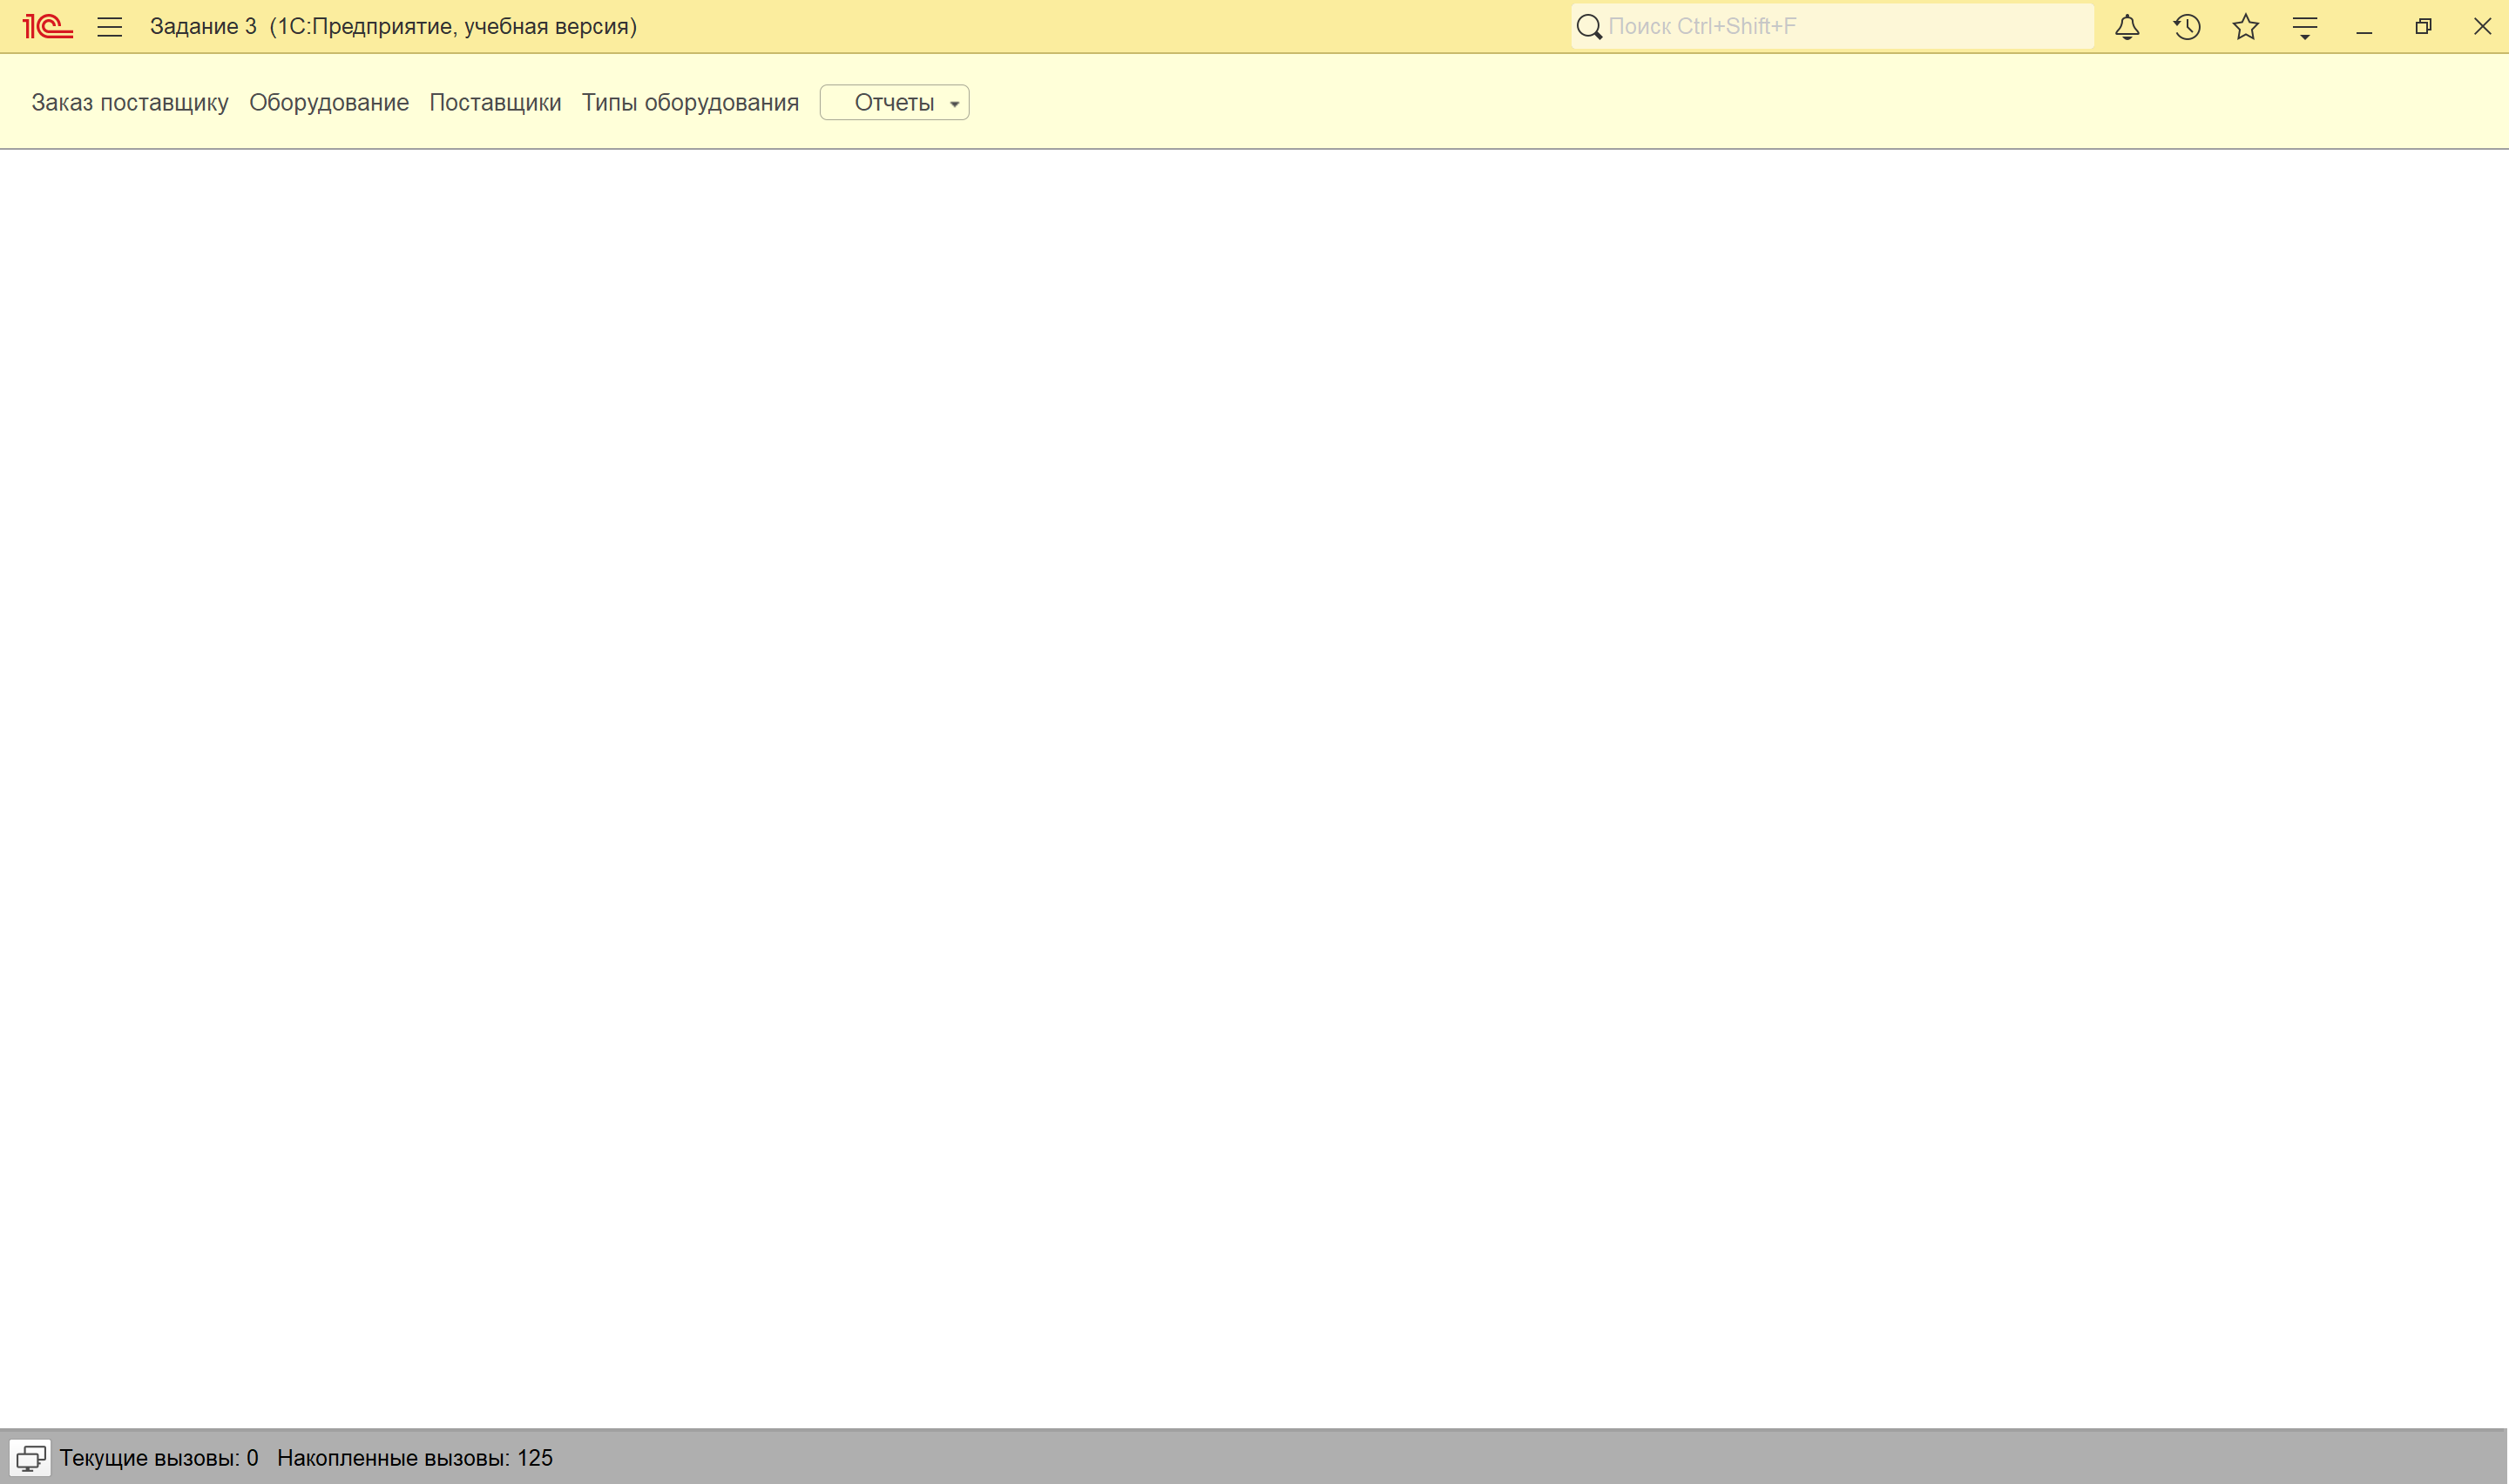 1С Задание 3 (1С:Предприятие, учебная версия) Поиск Ctrl+Shift+F
Заказ поставщику Оборудование Поставщики Типы оборудования Отчеты
Текущие вызовы: 0 Накопленные вызовы: 125